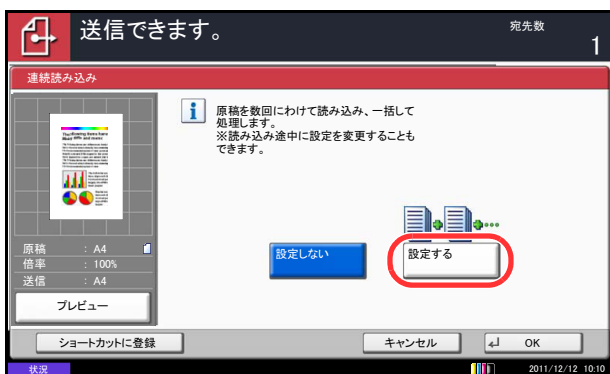 送信できます。
宛先数
1
連続読み込み
原稿を数回にわけて読み込み、一括して
処理します。
※読み込み途中に設定を変更することも
できます。
原稿 : A4
倍率 : 100%
送信 : A4
設定しない
設定する
プレビュー
ショートカットに登録
キャンセル
OK
状況
2011/12/12 10:10